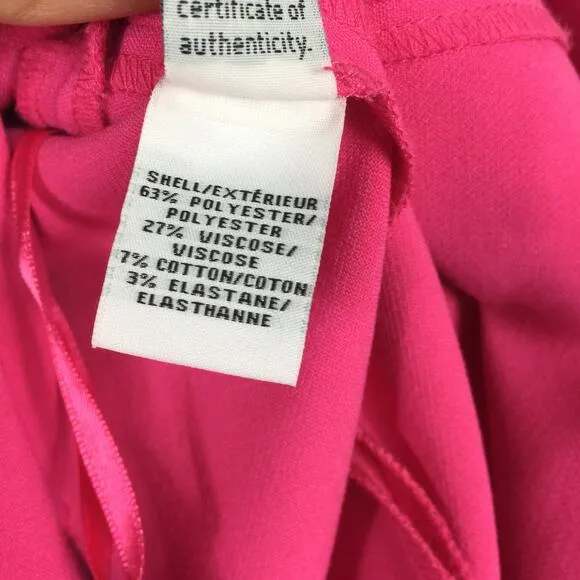 certificate of
authenticity.
SHELL/EXTÉRIEUR
63% POLYESTER/
POLYESTER
27% VISCOSE/
VISCOSE
7% COTTON/COTON
3% ELASTANE/
ELASTHANNE